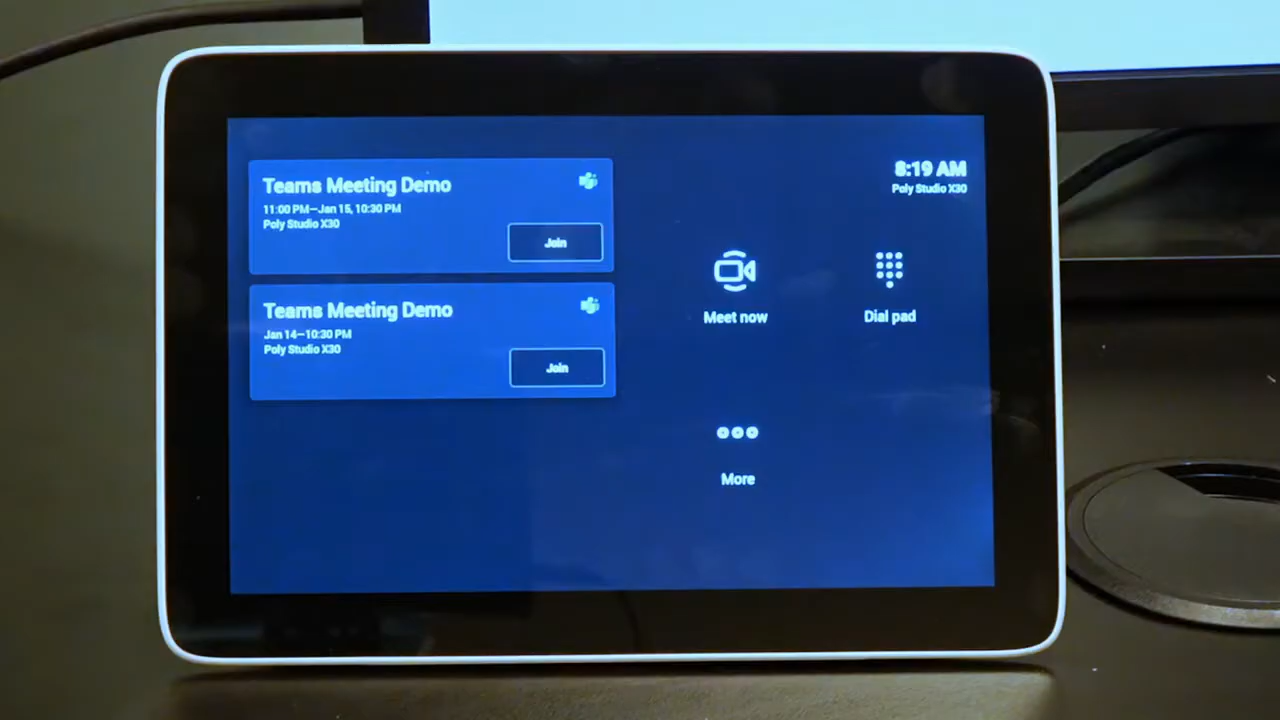 Teams Meeting Demo
11:00 PM—Jan 15, 10:30 PM
Poly Studio X30
Join
Teams Meeting Demo
Jan 14—10:30 PM
Poly Studio X30
Join
8:19 AM
Poly Studio X30
Meet now
Dial pad
More